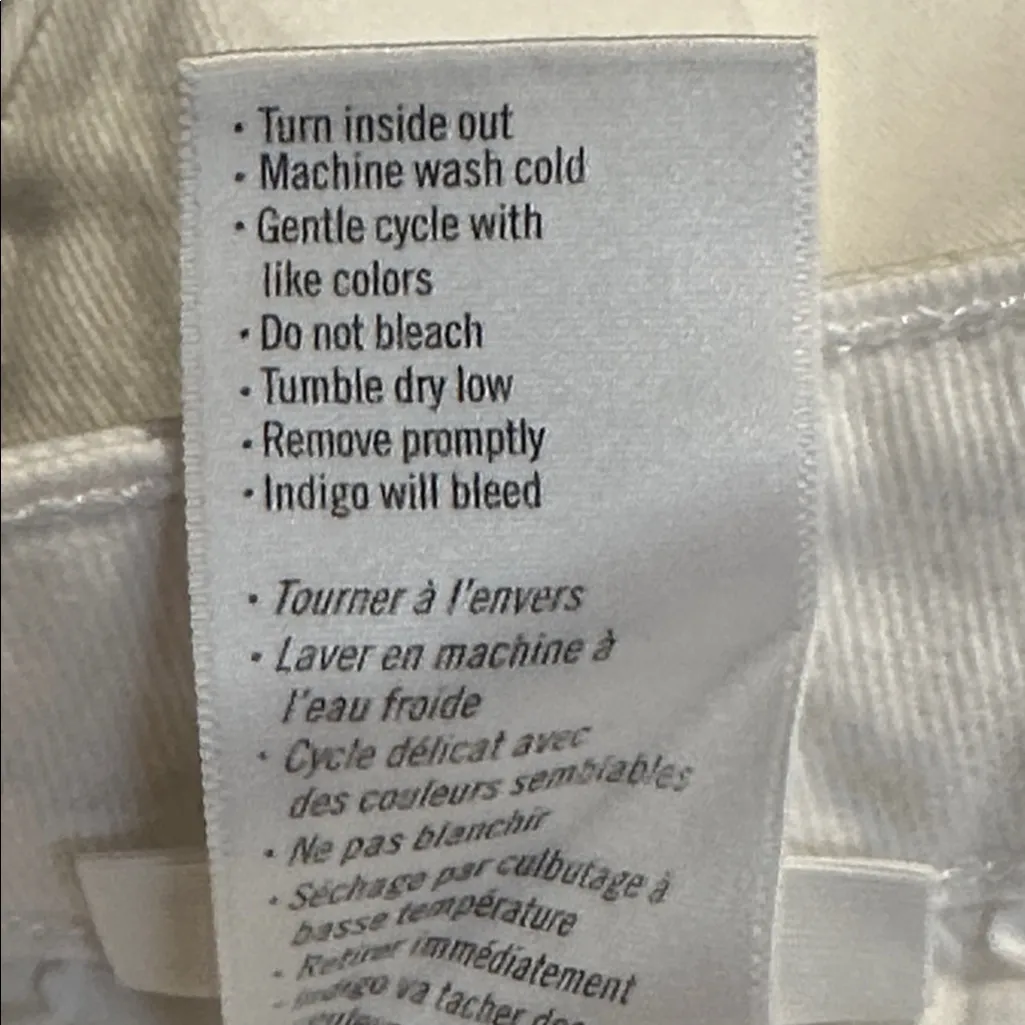 • Turn inside out
• Machine wash cold
• Gentle cycle with
like colors
• Do not bleach
• Tumble dry low
• Remove promptly
• Indigo will bleed
• Tourner à l'envers
• Laver en machine à
l'eau froide
• Cycle délicat avec
des couleurs semblables
• Ne pas blanchir
• Séchage par culbutage à
basse température
• Retirer immédiatement
• Indigo va tacher des